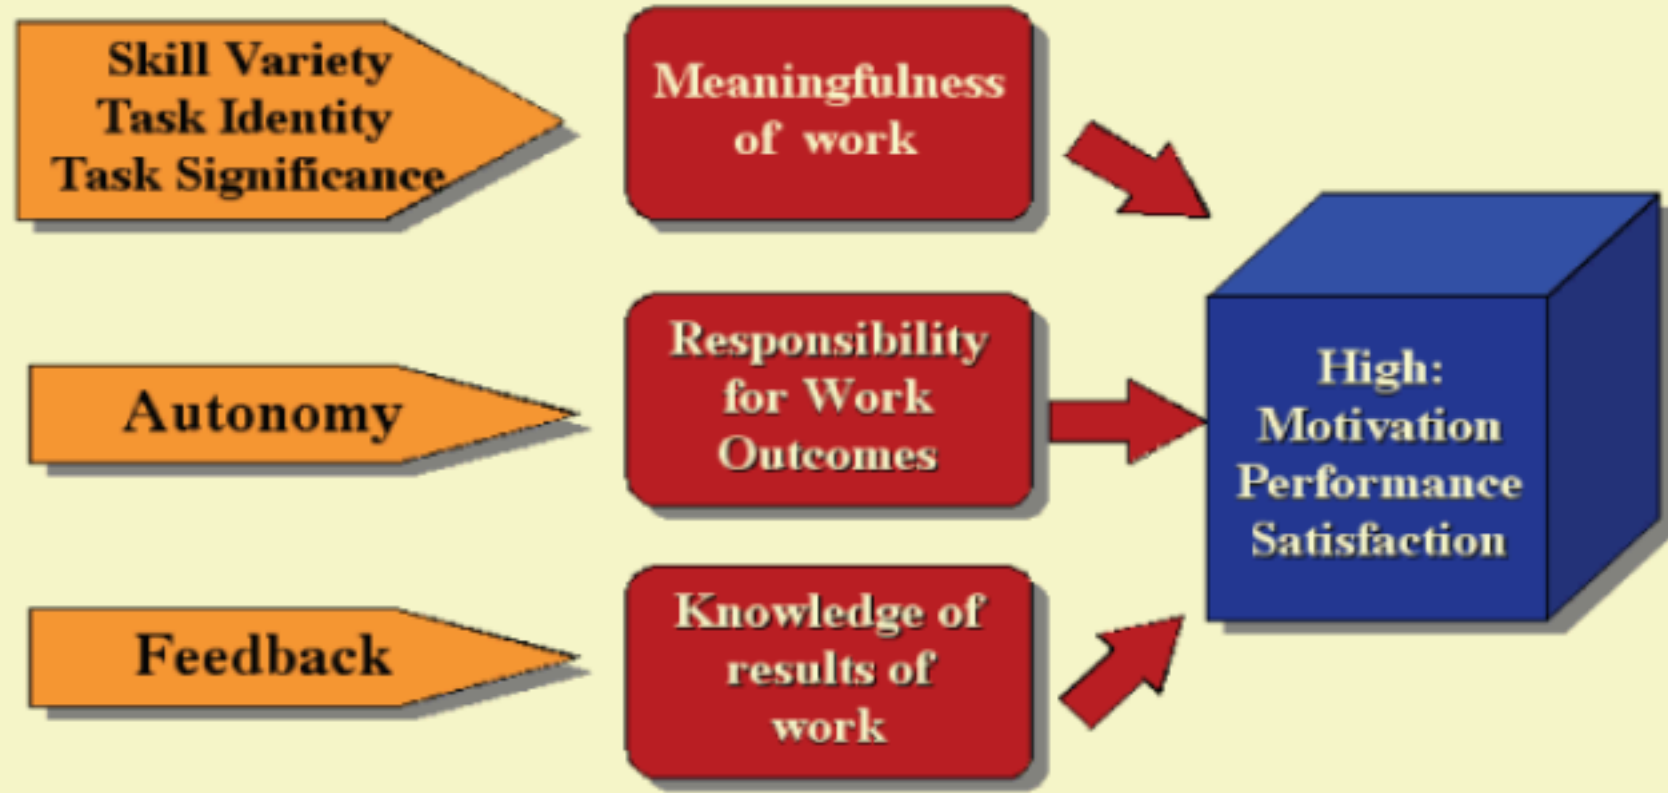 Skill Variety
Task Identity
Task Significance
Meaningfulness
of work
Autonomy
Responsibility
for Work
Outcomes
Feedback
Knowledge of
results of
work
High:
Motivation
Performance
Satisfaction